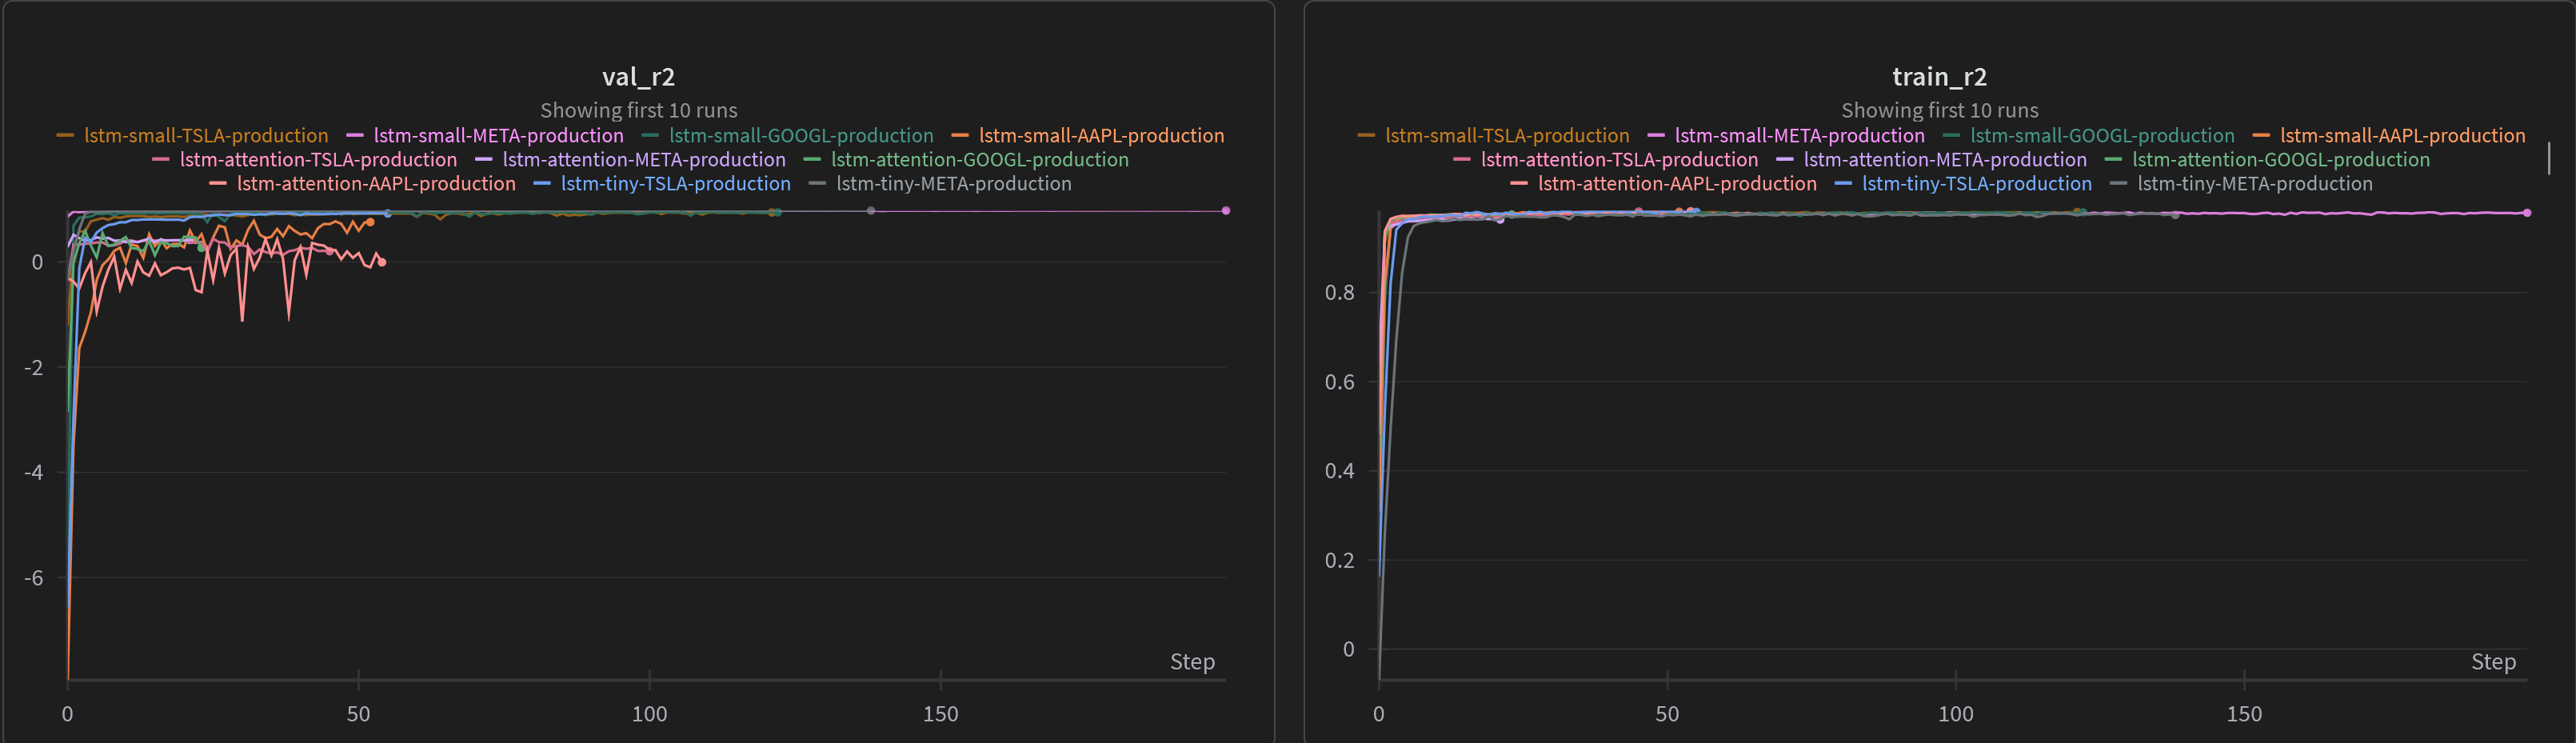 val_r2
Showing first 10 runs
lstm-small-TSLA-production lstm-small-META-production lstm-small-GOOGL-production lstm-small-AAPL-production
lstm-attention-TSLA-production lstm-attention-META-production lstm-attention-GOOGL-production
lstm-attention-AAPL-production lstm-tiny-TSLA-production lstm-tiny-META-production
0
-2
-4
-6
Step
0 50 100 150
train_r2
Showing first 10 runs
lstm-small-TSLA-production lstm-small-META-production lstm-small-GOOGL-production lstm-small-AAPL-production
lstm-attention-TSLA-production lstm-attention-META-production lstm-attention-GOOGL-production
lstm-attention-AAPL-production lstm-tiny-TSLA-production lstm-tiny-META-production
0.8
0.6
0.4
0.2
0
Step
0 50 100 150